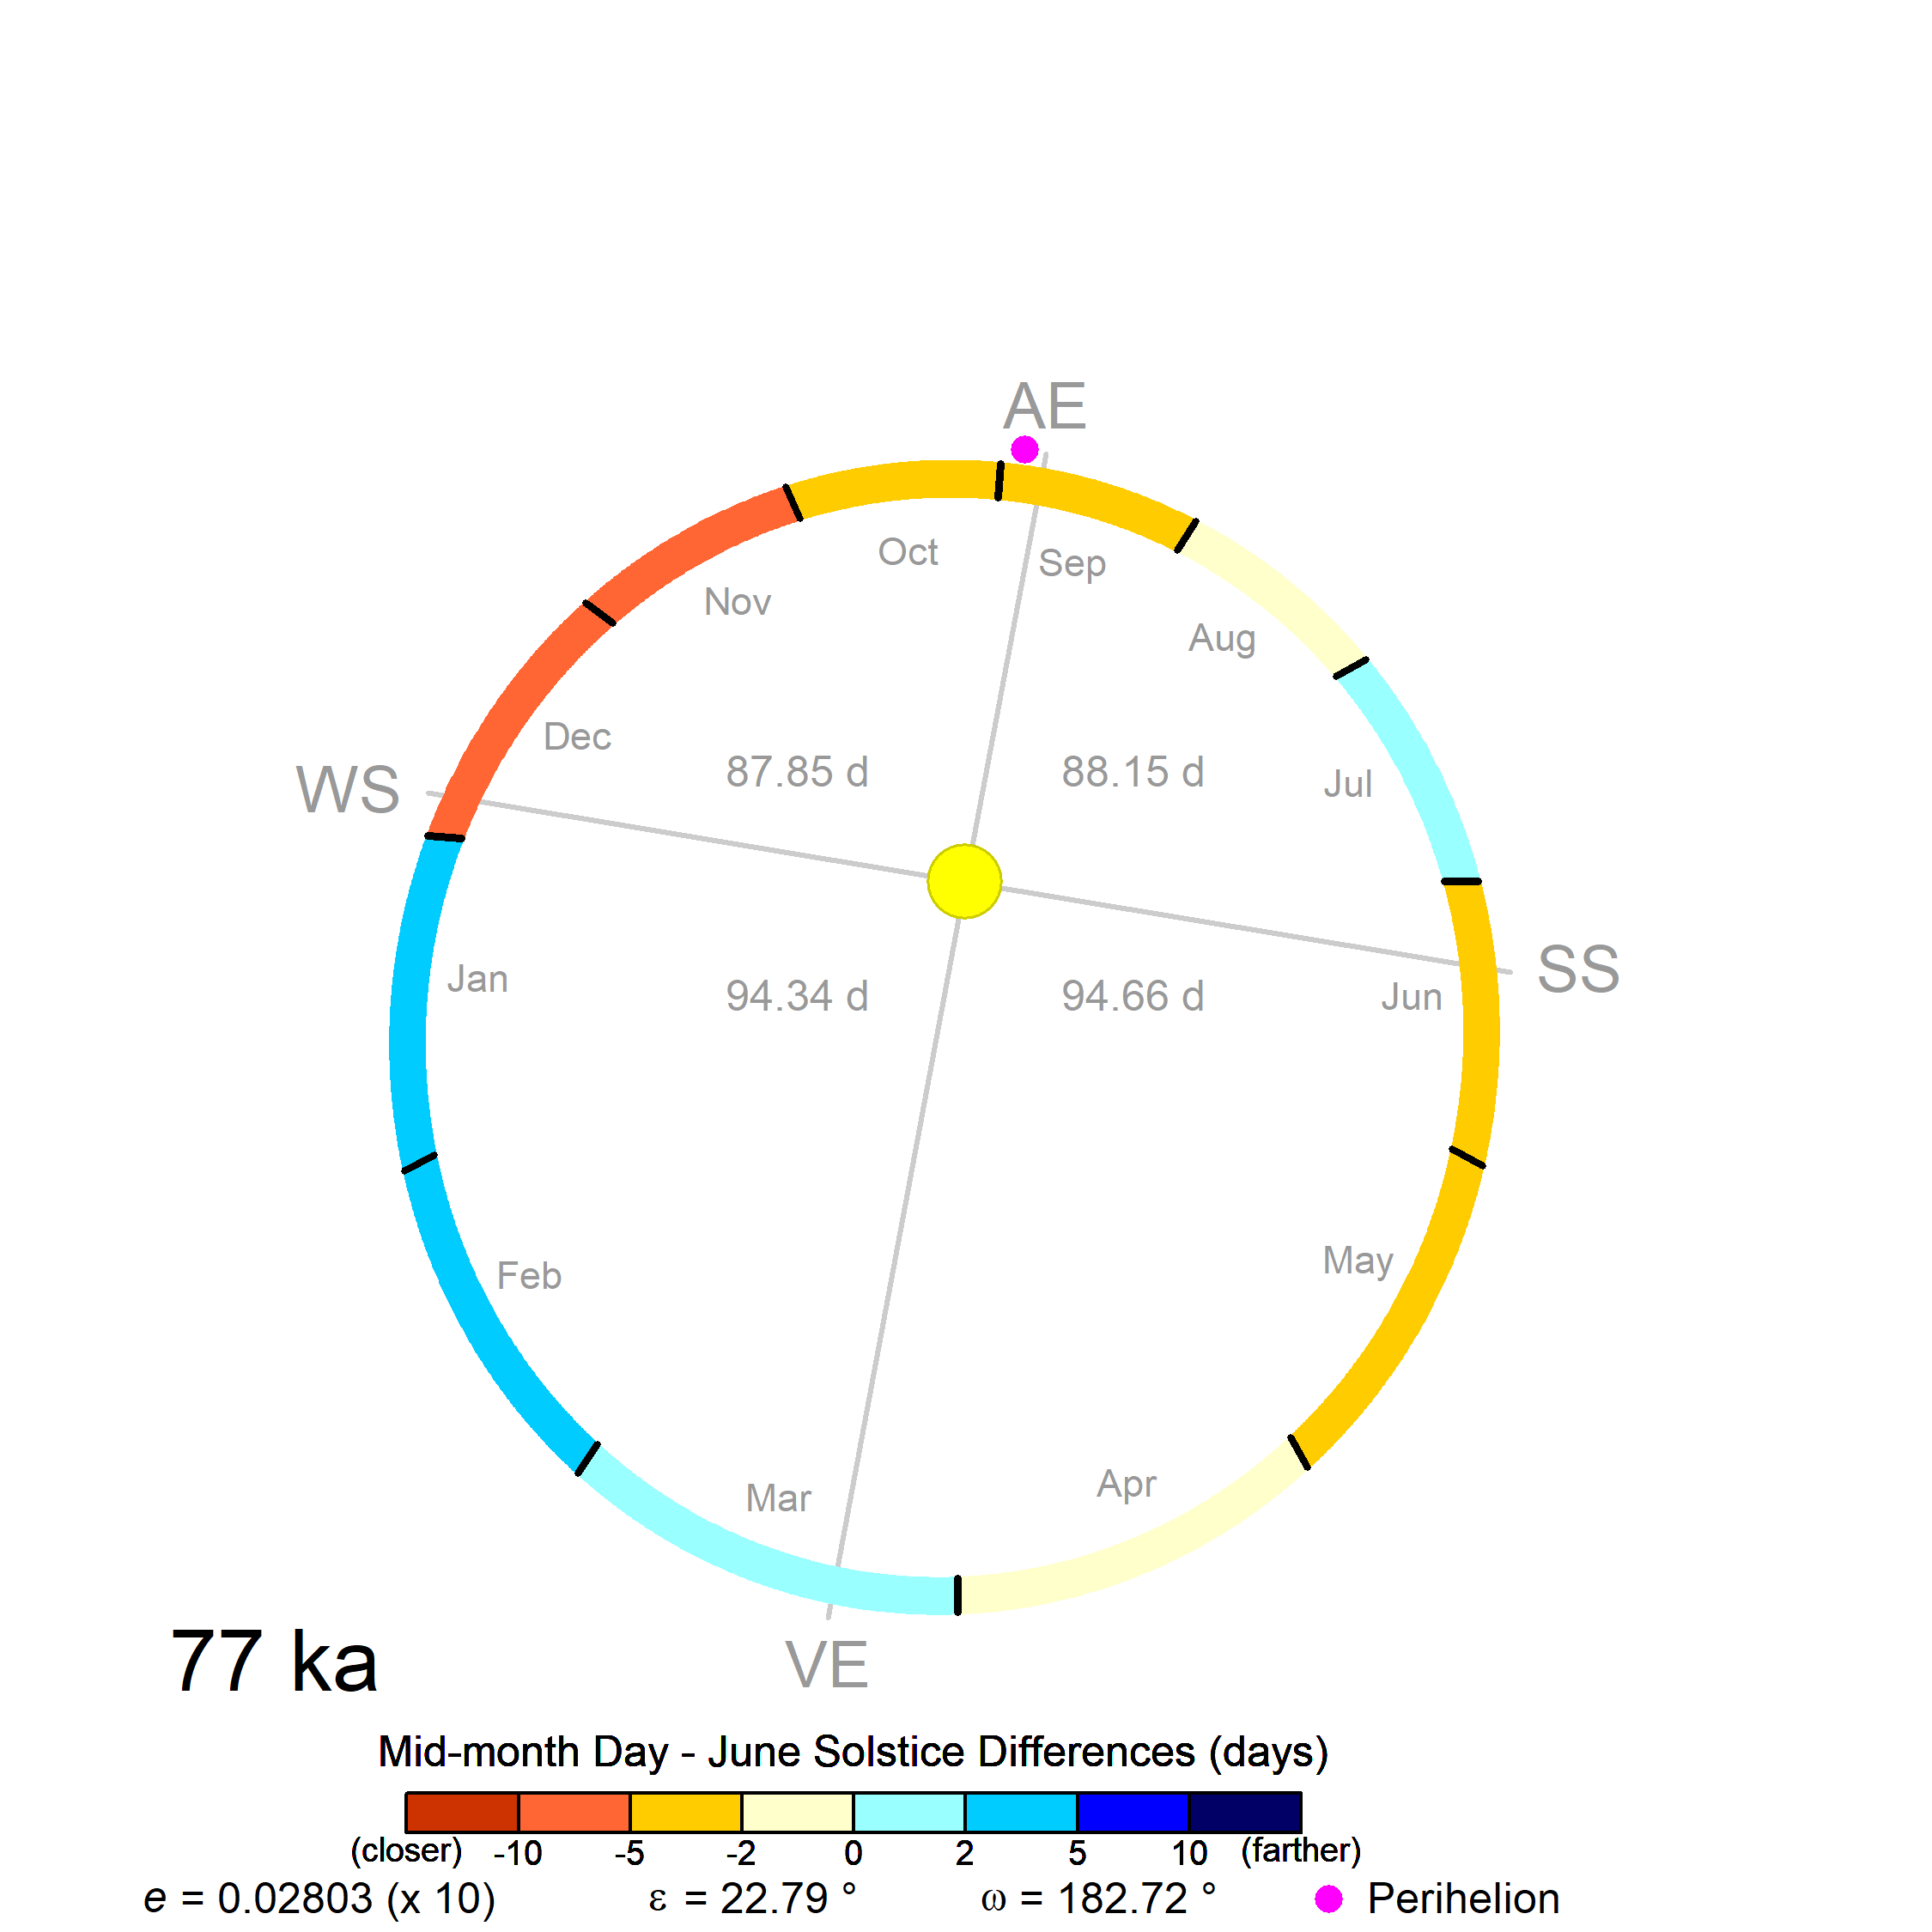 AE
Oct
Sep
Nov
Aug
Dec
WS
87.85 d
88.15 d
Jul
Jan
94.34 d
94.66 d
Jun
SS
Feb
May
Mar
Apr
VE
77 ka
Mid-month Day - June Solstice Differences (days)
(closer) -10 -5 -2 0 2 5 10 (farther)
e = 0.02803 (x 10) ε = 22.79 ° ω = 182.72 ° Perihelion